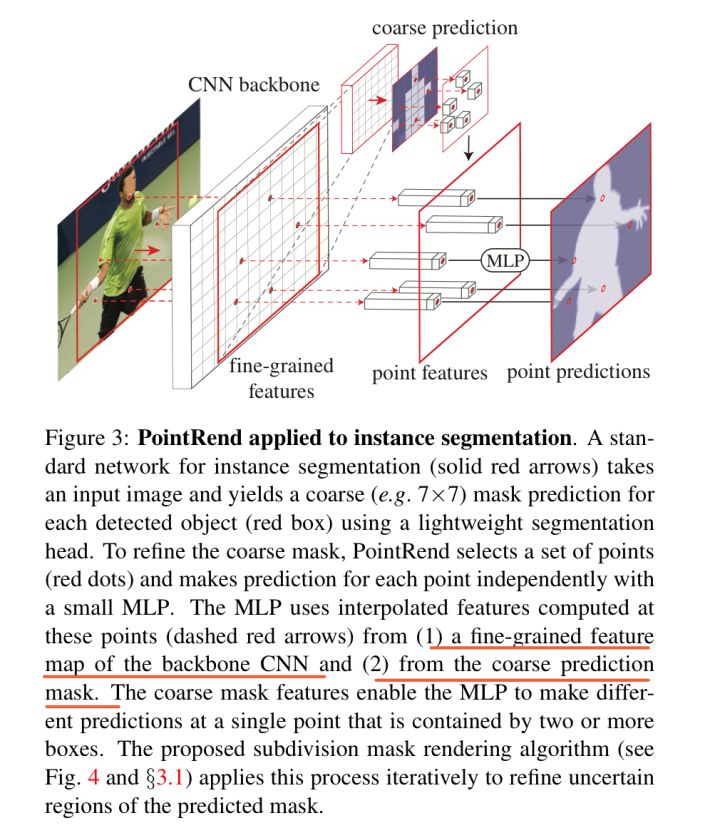 coarse prediction
CNN backbone
INJECTABLE GEL
MLP
fine-grained
features
point features
point predictions
Figure 3: PointRend applied to instance segmentation. A stan-
dard network for instance segmentation (solid red arrows) takes
an input image and yields a coarse (e.g. 7×7) mask prediction for
each detected object (red box) using a lightweight segmentation
head. To refine the coarse mask, PointRend selects a set of points
(red dots) and makes prediction for each point independently with
a small MLP. The MLP uses interpolated features computed at
these points (dashed red arrows) from (1) a fine-grained feature
map of the backbone CNN and (2) from the coarse prediction
mask. The coarse mask features enable the MLP to make differ-
ent predictions at a single point that is contained by two or more
boxes. The proposed subdivision mask rendering algorithm (see
Fig. 4 and §3.1) applies this process iteratively to refine uncertain
regions of the predicted mask.